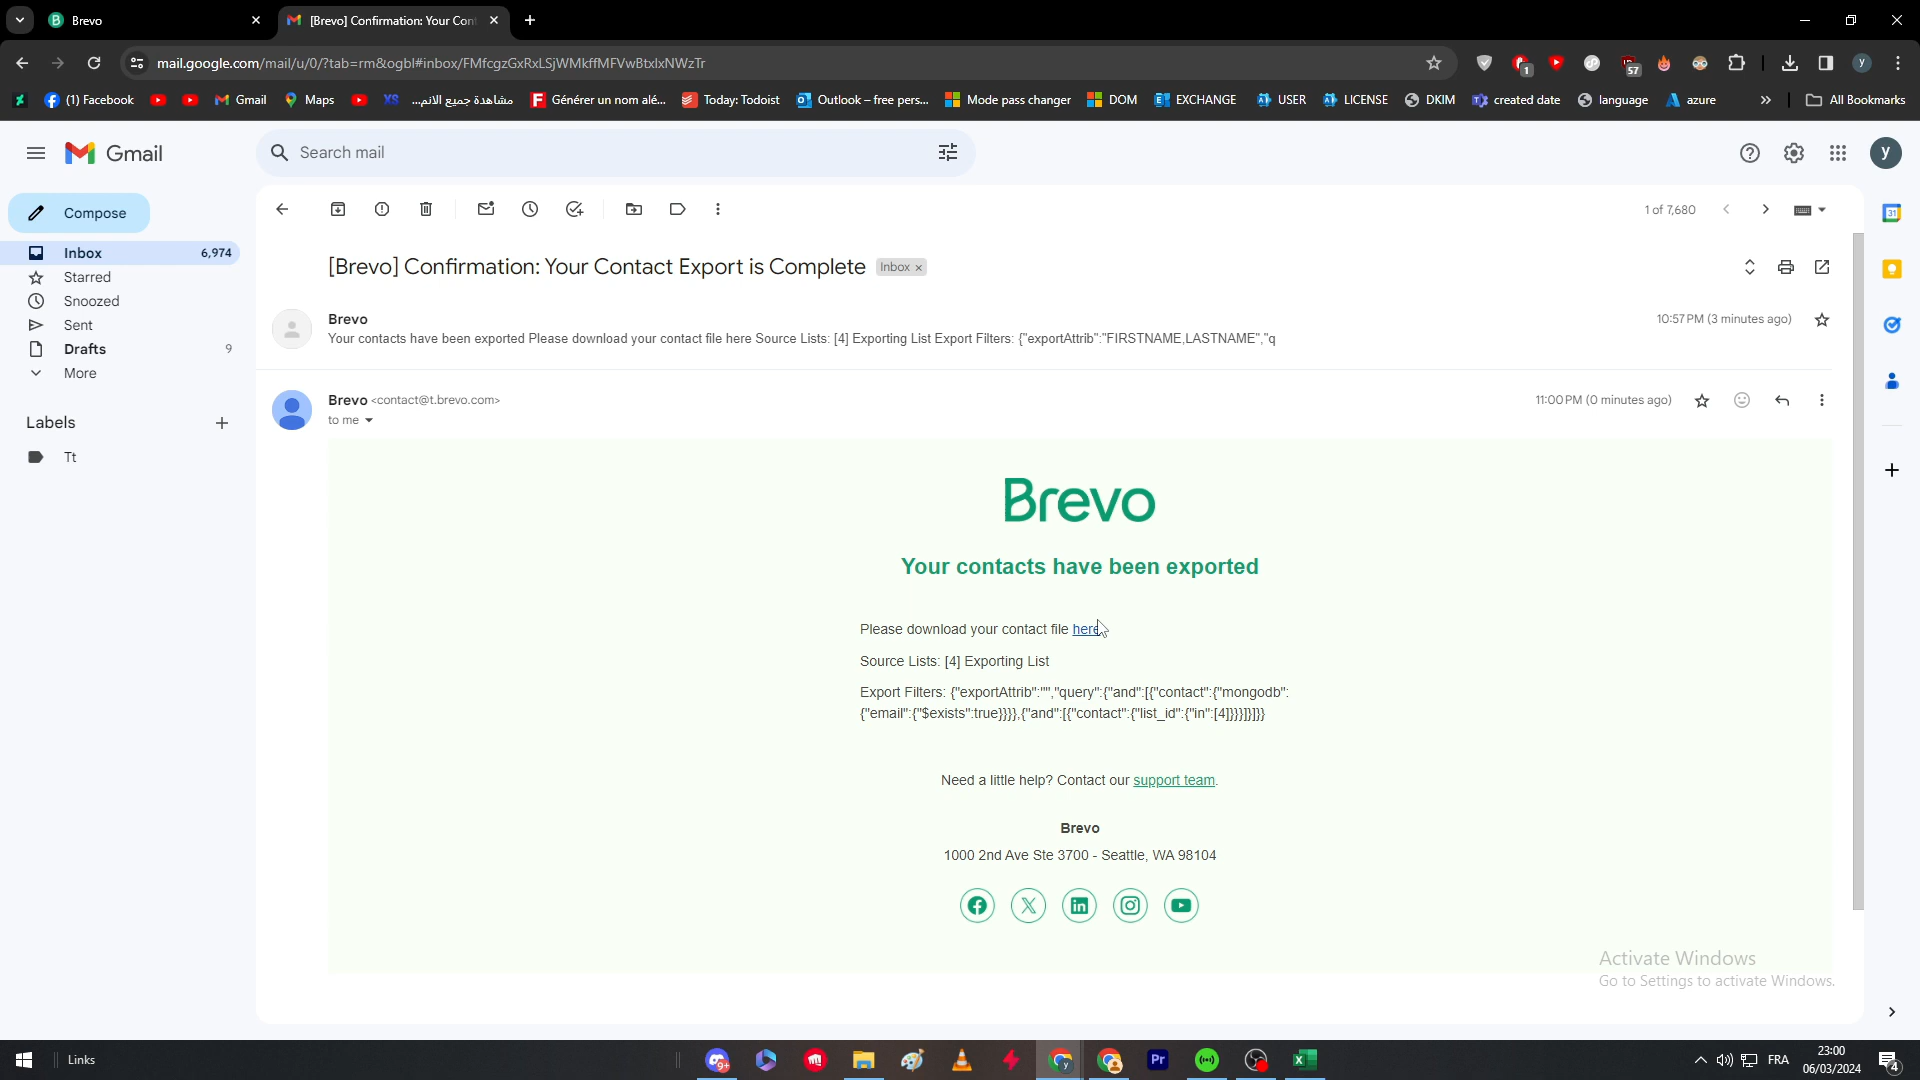 Brevo
[Brevo] Confirmation: Your Cont
mail.google.com/mail/u/0/?tab=rm&ogbl#inbox/FMfcgzGxRxLSjWMkffMFVwBtxlxNWzTr
1
57
y
(1) Facebook
Gmail
Maps
XS
مشاهدة جميع الانم...
Générer un nom alé...
Today: Todoist
Outlook – free pers...
Mode pass changer
DOM
EXCHANGE
USER
LICENSE
DKIM
created date
language
azure
All Bookmarks
Gmail
Search mail
y
Compose
1 of 7,680
31
Inbox 6,974
Starred
Snoozed
Sent
Drafts 9
More
Labels
Tt
[Brevo] Confirmation: Your Contact Export is Complete
Inbox
Brevo
10:57 PM (3 minutes ago)
Your contacts have been exported Please download your contact file here Source Lists: [4] Exporting List Export Filters: {"exportAttrib":"FIRSTNAME,LASTNAME","q
Brevo <contact@t.brevo.com>
11:00 PM (0 minutes ago)
to me
Brevo
Your contacts have been exported
Please download your contact file here
Source Lists: [4] Exporting List
Export Filters: {"exportAttrib":"","query":{"and":[{"contact":{"mongodb":
{"email":{"$exists":true}}}},{"and":[{"contact":{"list_id":{"in":[4]}}}]}]}}
Need a little help? Contact our support team.
Brevo
1000 2nd Ave Ste 3700 - Seattle, WA 98104
Activate Windows
Go to Settings to activate Windows.
Links
9+
Pr
FRA
23:00
06/03/2024
4